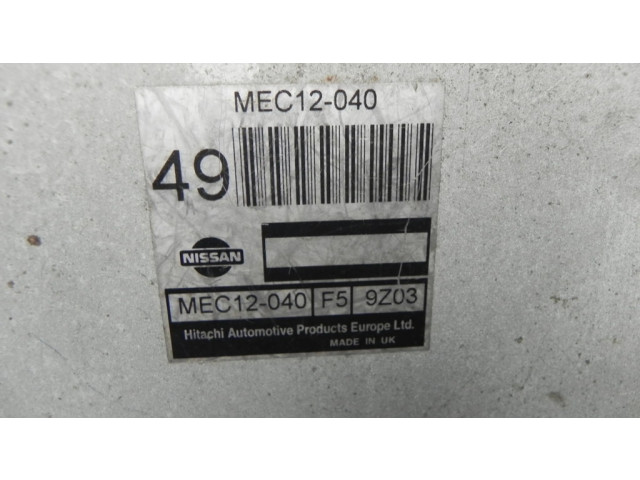 MEC12-040
49
NISSAN
MEC12-040 F5 9Z03
Hitachi Automotive Products Europe Ltd.
MADE IN UK